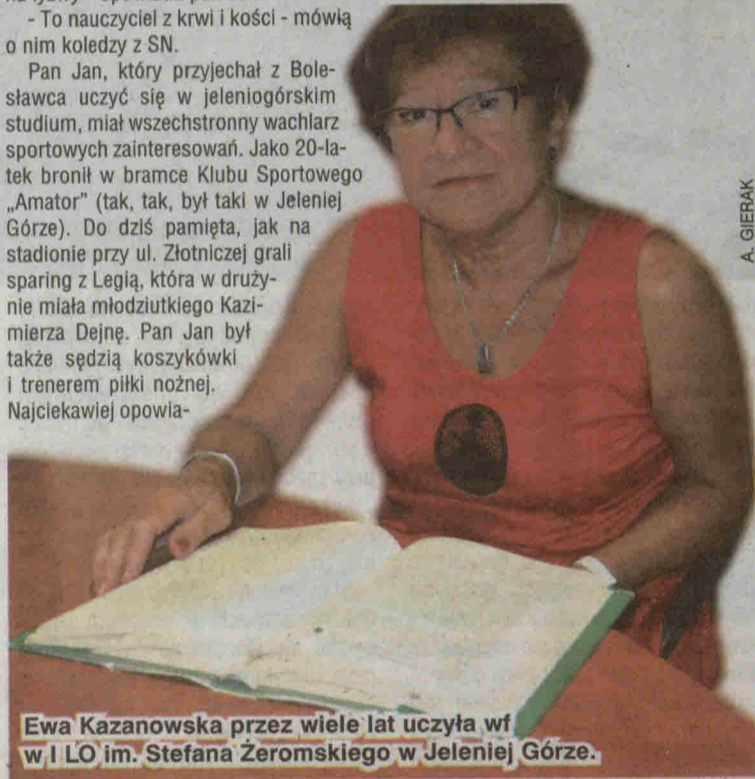 - To nauczyciel z krwi i kości - mówią
o nim koledzy z SN.
Pan Jan, który przyjechał z Bole-
sławca uczyć się w jeleniogórskim
studium, miał wszechstronny wachlarz
sportowych zainteresowań. Jako 20-la-
tek bronił w bramce Klubu Sportowego
„Amator” (tak, tak, był taki w Jeleniej
Górze). Do dziś pamięta, jak na
stadionie przy ul. Złotniczej grali
sparing z Legią, która w druży-
nie miała młodziutkiego Kazi-
mierza Dejnę. Pan Jan był
także sędzią koszykówki
i trenerem piłki nożnej.
Najciekawiej opowia-
A. GIERAK
Ewa Kazanowska przez wiele lat uczyła wf
w I LO im. Stefana Żeromskiego w Jeleniej Górze.